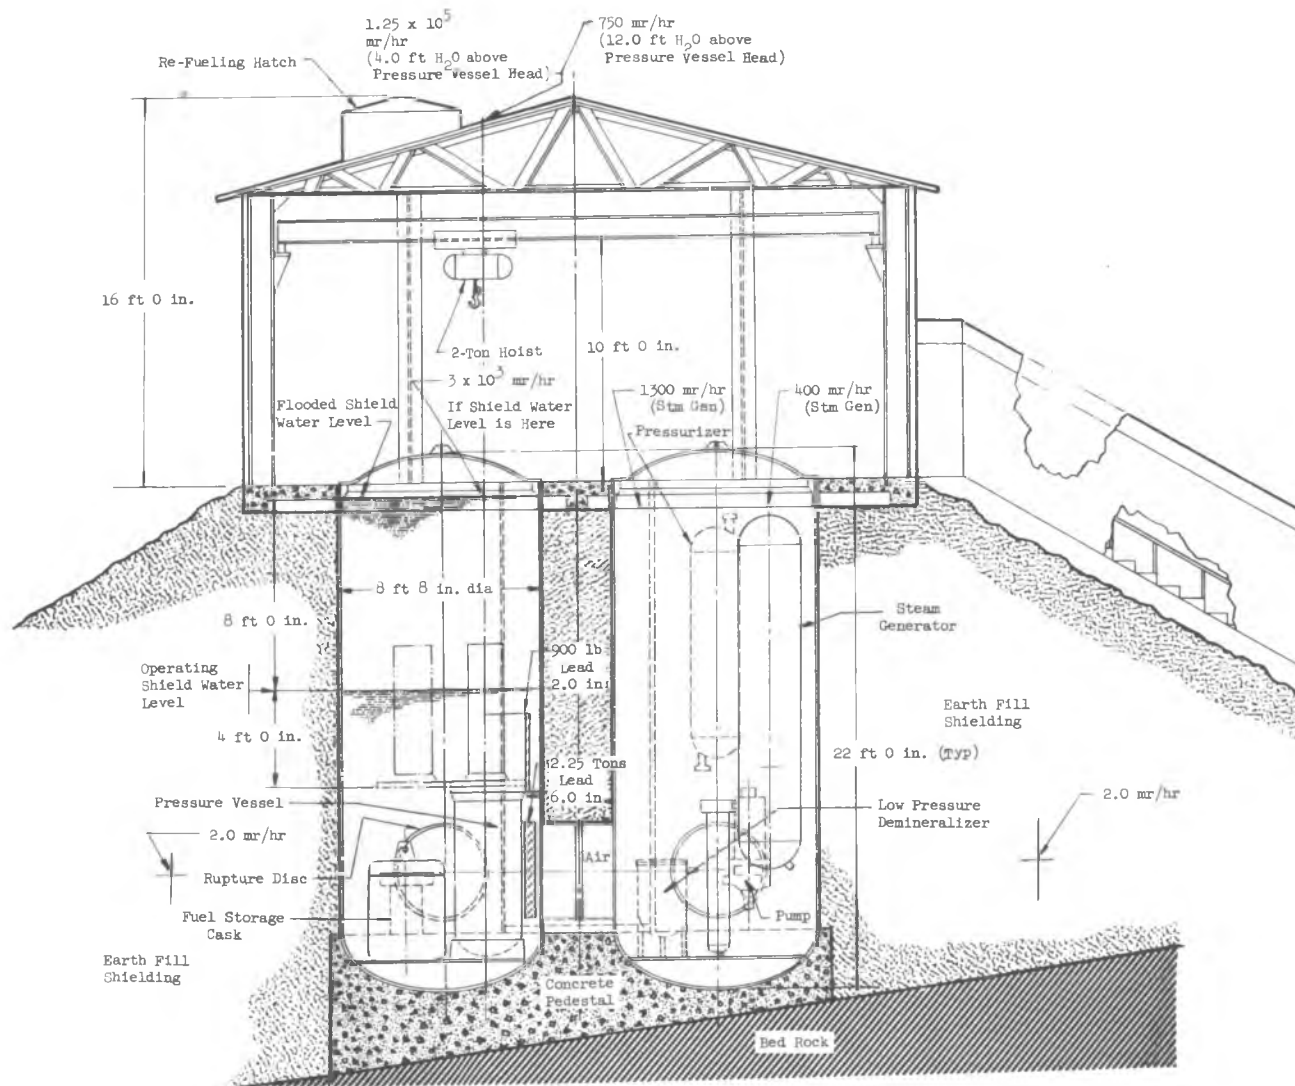 1.25 x 10^5
mr/hr
(4.0 ft H2O above
Pressure Vessel Head)
750 mr/hr
(12.0 ft H2O above
Pressure Vessel Head)
Re-Fueling Hatch
16 ft 0 in.
2-Ton Hoist
10 ft 0 in.
3 x 10^3 mr/hr
If Shield Water
Level is Here
Flooded Shield
Water Level
1300 mr/hr
(Stm Gen)
Pressurizer
400 mr/hr
(Stm Gen)
8 ft 8 in. dia
8 ft 0 in.
Steam
Generator
900 lb
Lead
2.0 in.
Operating
Shield Water
Level
Earth Fill
Shielding
4 ft 0 in.
22 ft 0 in. (Typ)
2.25 Tons
Lead
6.0 in.
Pressure Vessel
Low Pressure
Demineralizer
2.0 mr/hr
2.0 mr/hr
Air
Rupture Disc
Fuel Storage
Cask
Pump
Earth Fill
Shielding
Concrete
Pedestal
Bed Rock